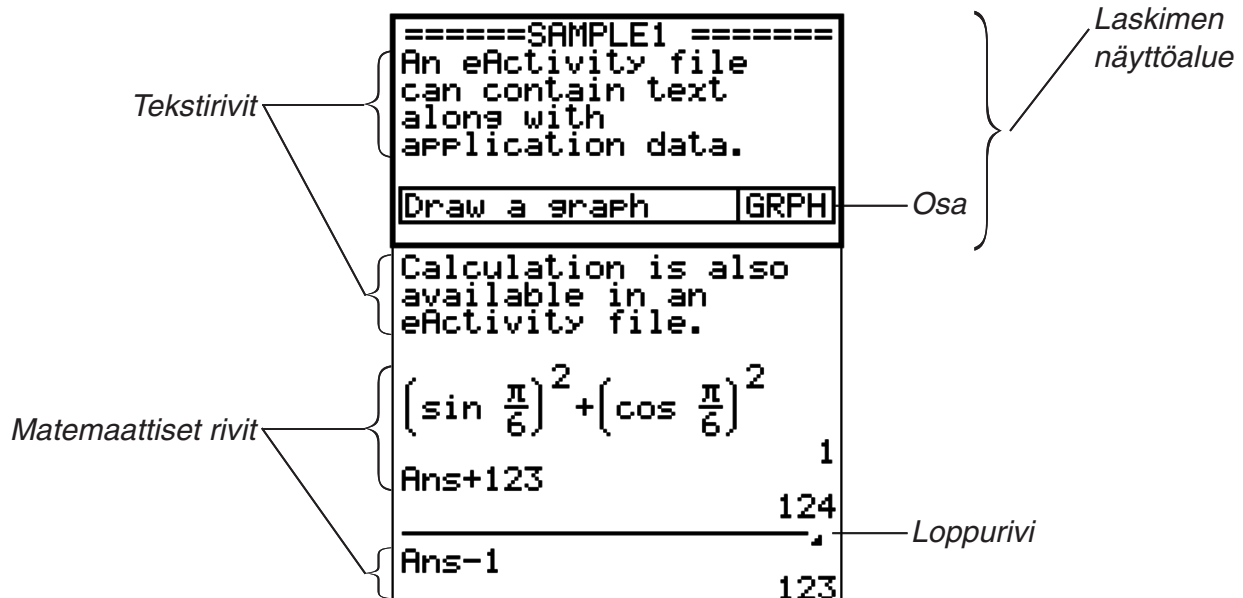 ======SAMPLE1 =======
An eActivity file
can contain text
along with
application data.
Draw a graph GRPH
Calculation is also
available in an
eActivity file.
(sin π/6)²+(cos π/6)²
1
Ans+123
124
Ans-1
123
Tekstirivit
Matemaattiset rivit
Laskimen
näyttöalue
Osa
Loppurivi